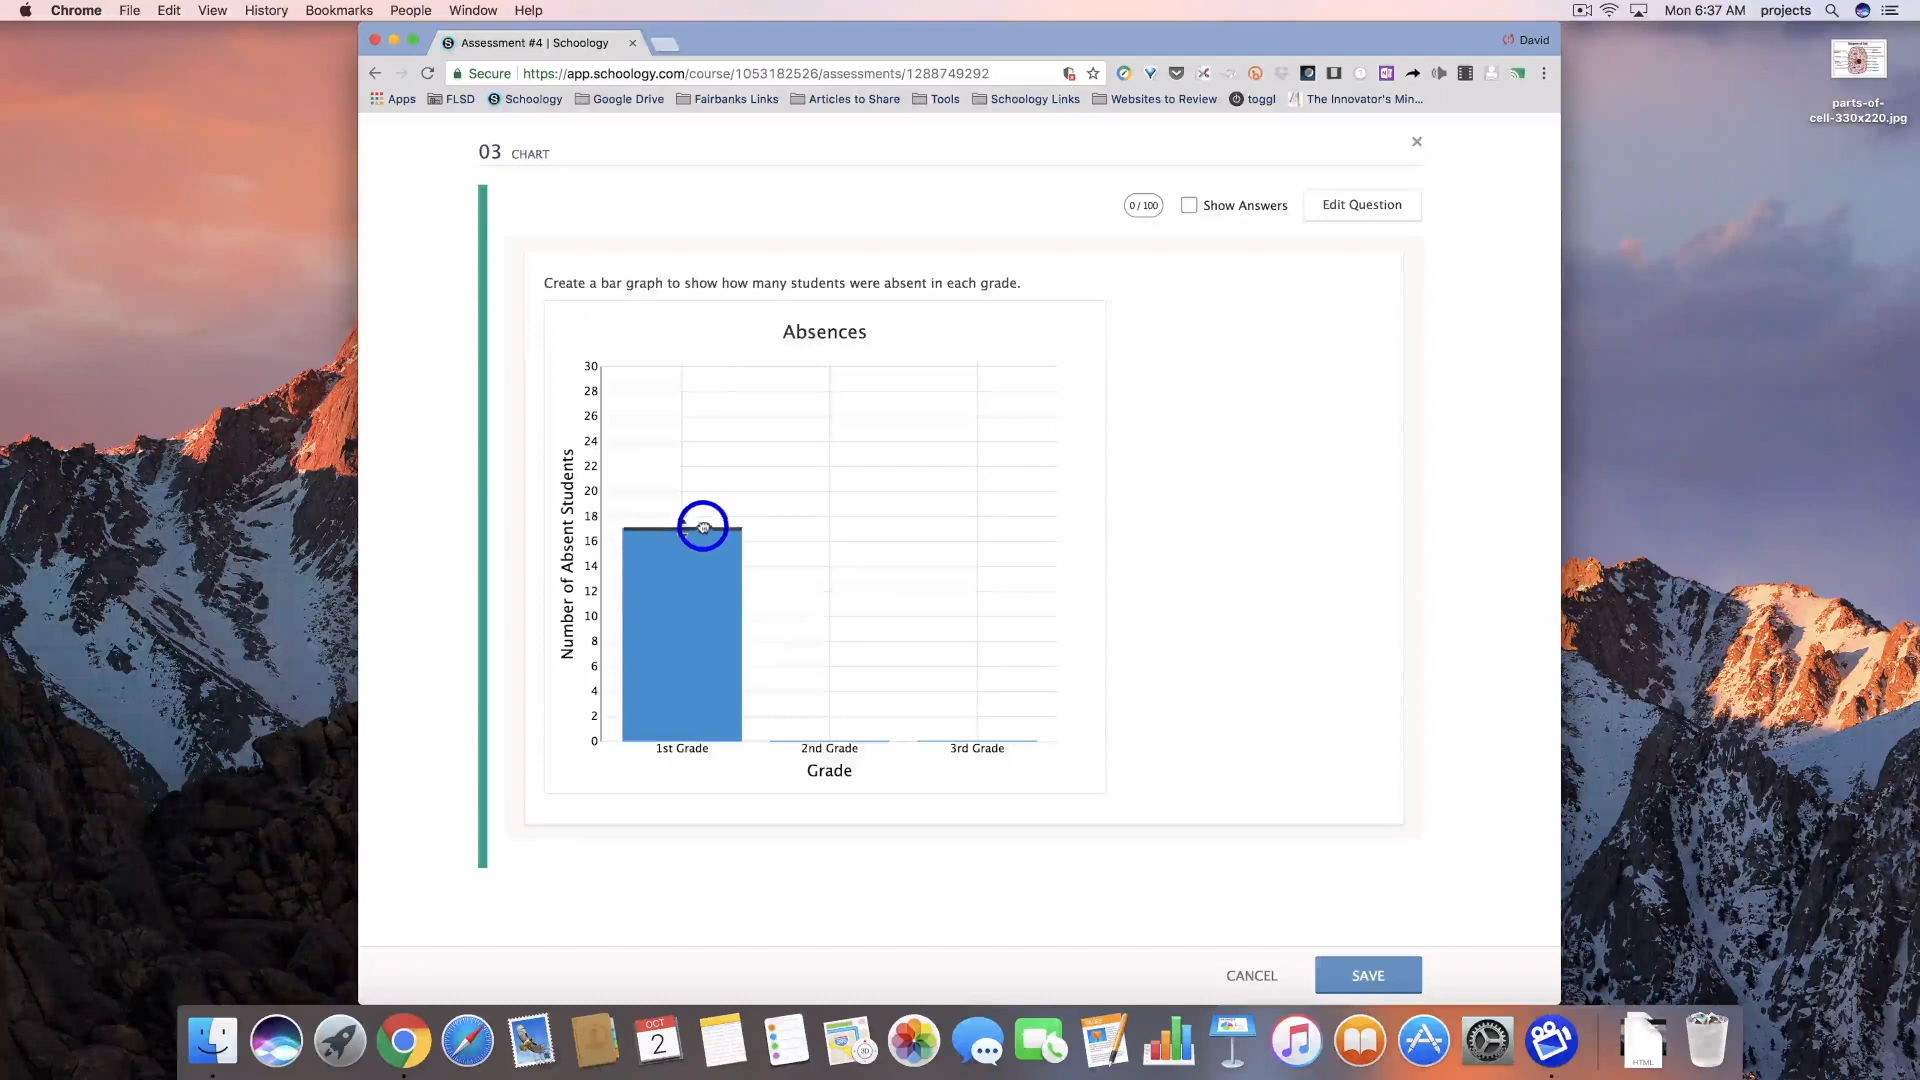 Chrome File Edit View History Bookmarks People Window Help
Mon 6:37 AM projects
Assessment #4 | Schoology
David
Secure https://app.schoology.com/course/1053182526/assessments/1288749292
Apps FLSD Schoology Google Drive Fairbanks Links Articles to Share Tools Schoology Links Websites to Review toggl The Innovator's Min...
parts-of-
cell-330x220.jpg
03 CHART
0 / 100 Show Answers Edit Question
Create a bar graph to show how many students were absent in each grade.
Absences
30
28
26
24
22
20
18
16
14
12
10
8
6
4
2
0
Number of Absent Students
1st Grade 2nd Grade 3rd Grade
Grade
CANCEL SAVE
OCT
2
3D
HTML